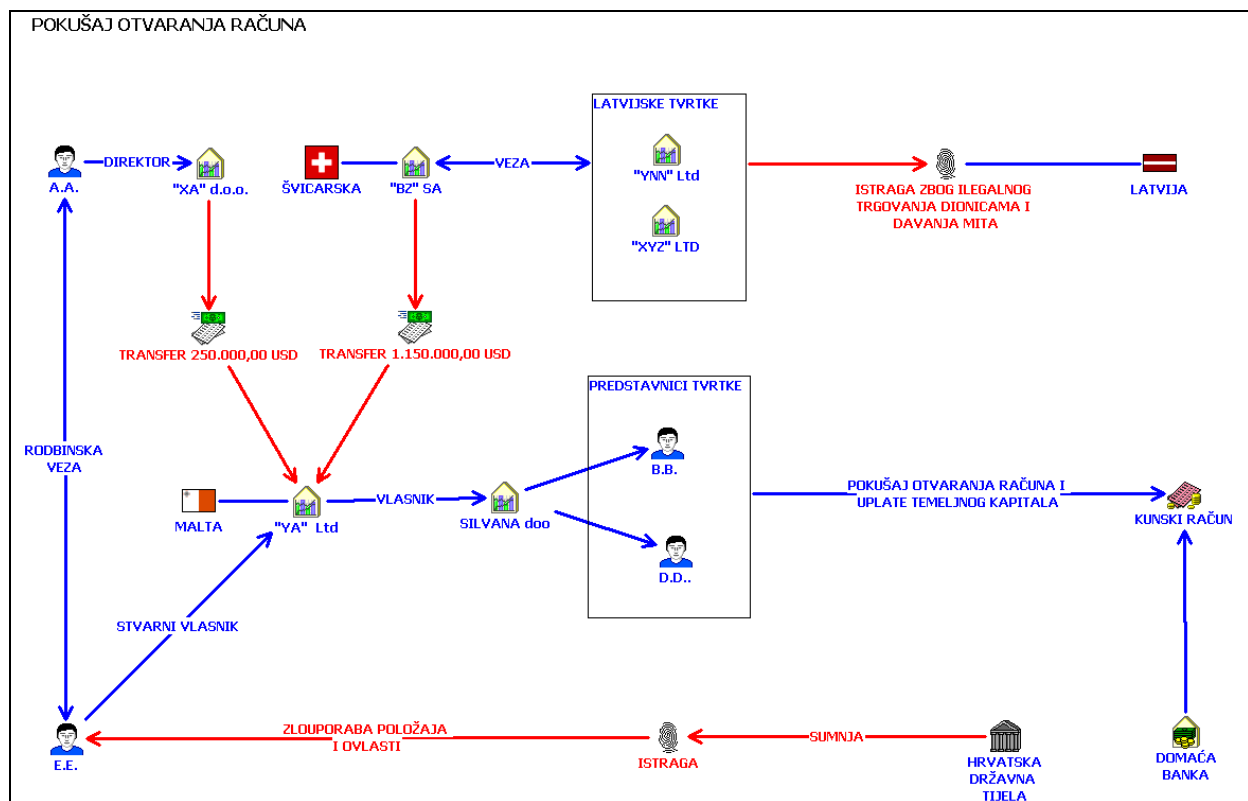 POKUŠAJ OTVARANJA RAČUNA
LATVIJSKE TVRTKE
A.A.
DIREKTOR
"XA" d.o.o.
ŠVICARSKA
"BZ" SA
VEZA
"YNN" Ltd
"XYZ" LTD
ISTRAGA ZBOG ILEGALNOG
TRGOVANJA DIONICAMA I
DAVANJA MITA
LATVIJA
TRANSFER 250.000,00 USD
TRANSFER 1.150.000,00 USD
PREDSTAVNICI TVRTKE
RODBINSKA
VEZA
MALTA
"YA" Ltd
VLASNIK
SILVANA doo
B.B.
D.D..
POKUŠAJ OTVARANJA RAČUNA I
UPLATE TEMELJNOG KAPITALA
KUNSKI RAČUN
STVARNI VLASNIK
E.E.
ZLOUPORABA POLOŽAJA
I OVLASTI
ISTRAGA
SUMNJA
HRVATSKA
DRŽAVNA
TIJELA
DOMAĆA
BANKA